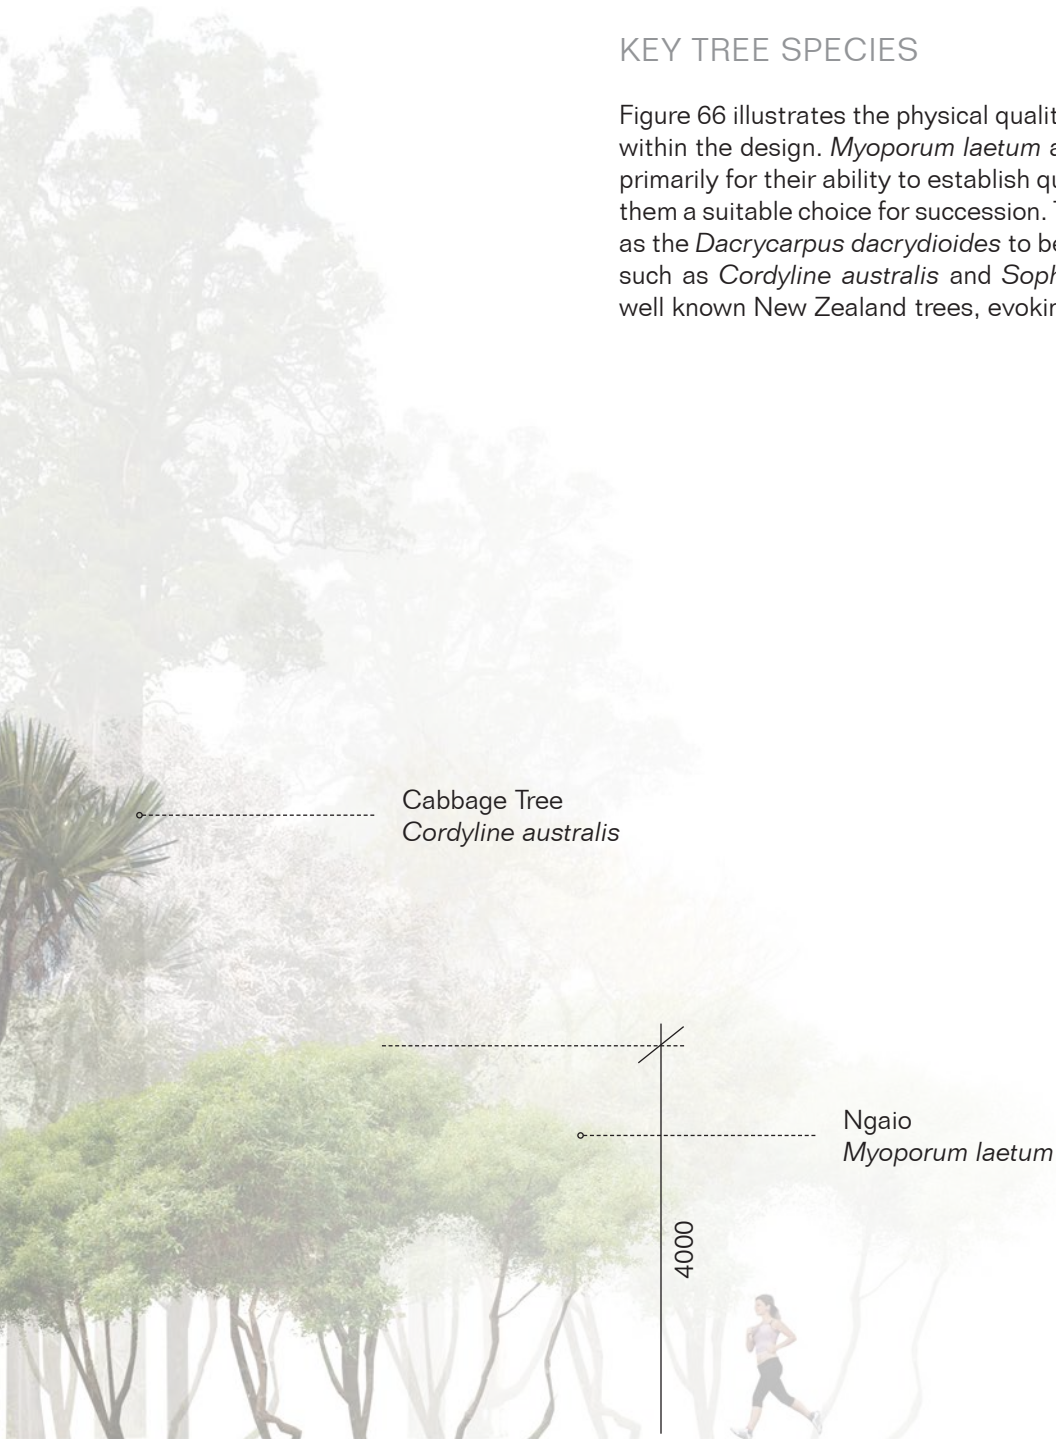 KEY TREE SPECIES
Figure 66 illustrates the physical qualit
within the design. Myoporum laetum a
primarily for their ability to establish qu
them a suitable choice for succession. T
as the Dacrycarpus dacrydioides to be
such as Cordyline australis and Soph
well known New Zealand trees, evokin
Cabbage Tree
Cordyline australis
Ngaio
Myoporum laetum
4000